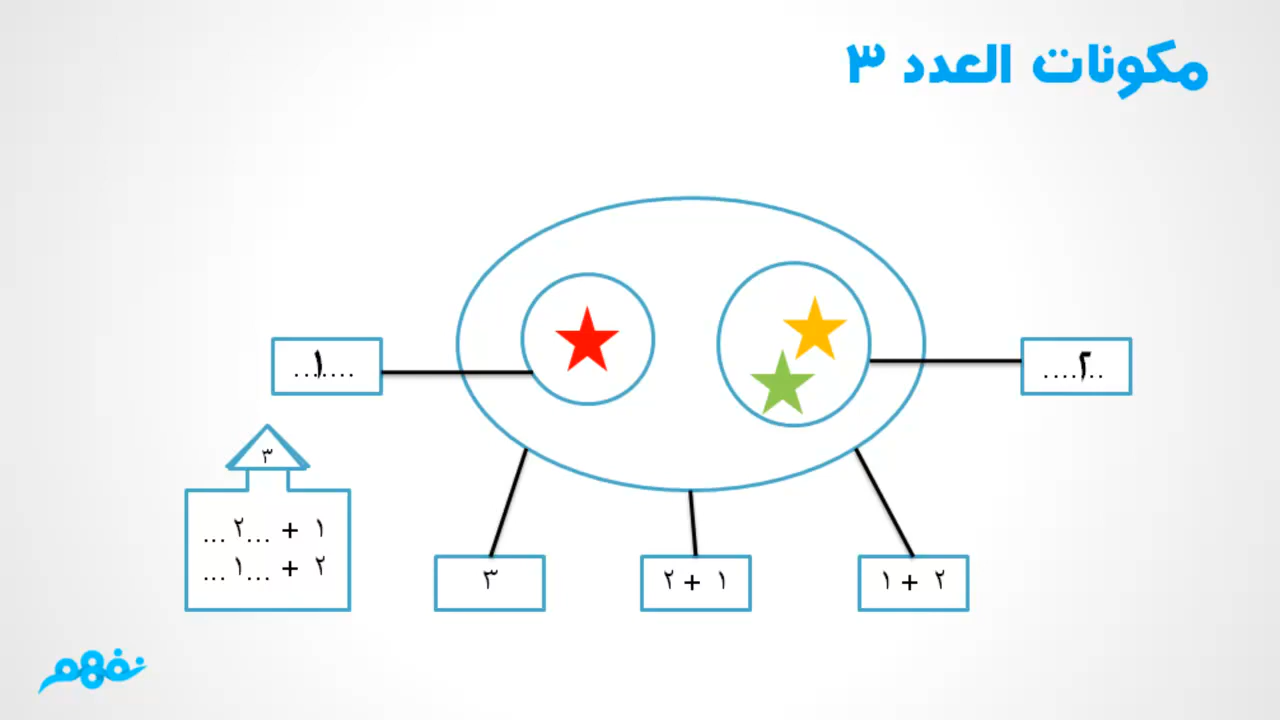 مكونات العدد ٣
...١....
....٢..
٣
١ + ...٢...
٢ + ...١...
٣
١ + ٢
٢ + ١
نفهم